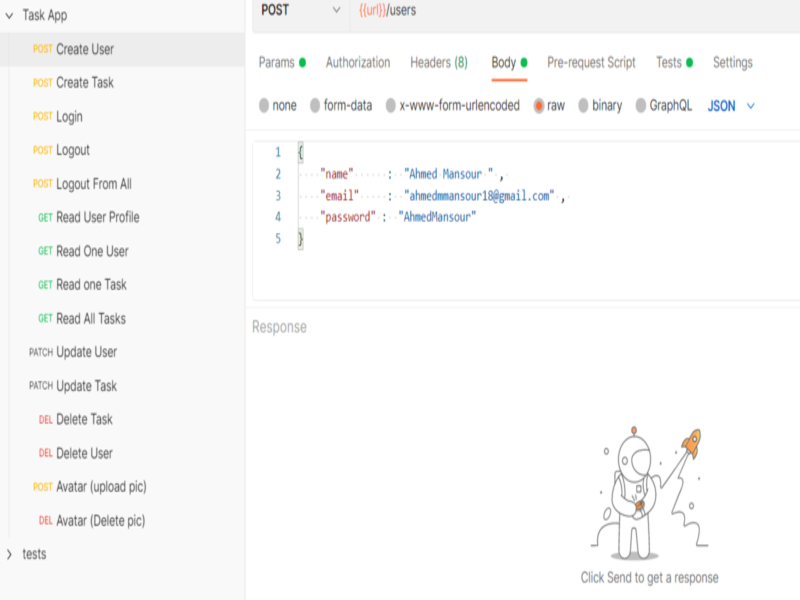 Task App
POST Create User
POST Create Task
POST Login
POST Logout
POST Logout From All
GET Read User Profile
GET Read One User
GET Read one Task
GET Read All Tasks
PATCH Update User
PATCH Update Task
DEL Delete Task
DEL Delete User
POST Avatar (upload pic)
DEL Avatar (Delete pic)
tests
POST {{url}}/users
Params Authorization Headers (8) Body Pre-request Script Tests Settings
none form-data x-www-form-urlencoded raw binary GraphQL JSON
1 {
2 "name" : "Ahmed Mansour " ,
3 "email" : "ahmedmmansour18@gmail.com" ,
4 "password" : "AhmedMansour"
5 }
Response
Click Send to get a response